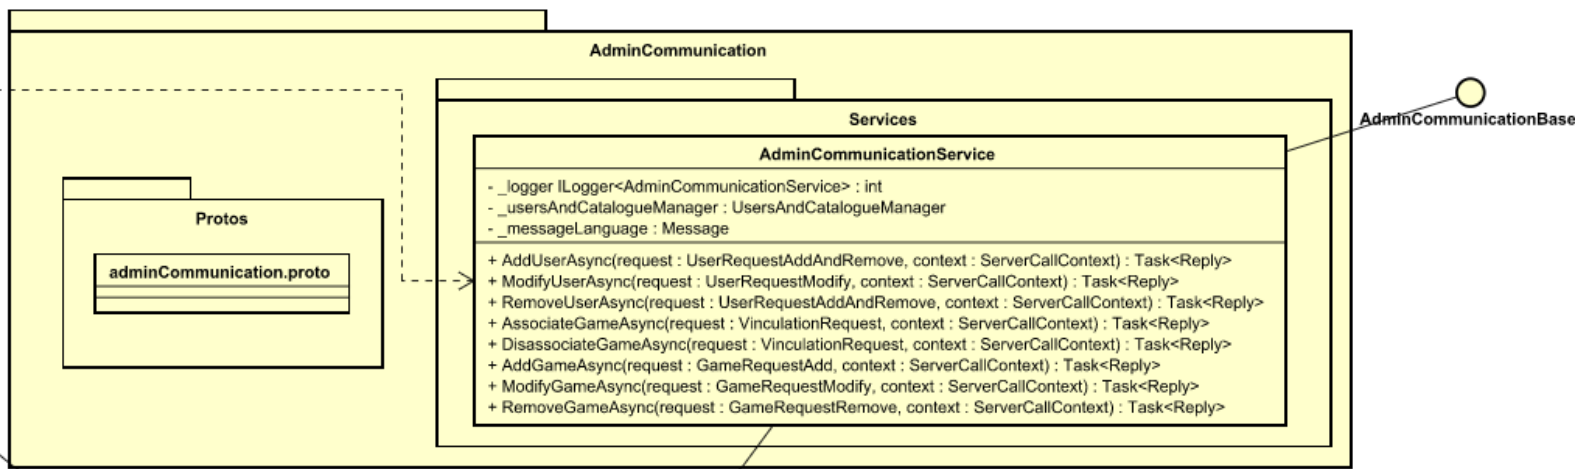 AdminCommunication
AdminCommunicationBase
Services
AdminCommunicationService
- _logger ILogger<AdminCommunicationService> : int
- _usersAndCatalogueManager : UsersAndCatalogueManager
- _messageLanguage : Message
+ AddUserAsync(request : UserRequestAddAndRemove, context : ServerCallContext) : Task<Reply>
+ ModifyUserAsync(request : UserRequestModify, context : ServerCallContext) : Task<Reply>
+ RemoveUserAsync(request : UserRequestAddAndRemove, context : ServerCallContext) : Task<Reply>
+ AssociateGameAsync(request : VinculationRequest, context : ServerCallContext) : Task<Reply>
+ DisassociateGameAsync(request : VinculationRequest, context : ServerCallContext) : Task<Reply>
+ AddGameAsync(request : GameRequestAdd, context : ServerCallContext) : Task<Reply>
+ ModifyGameAsync(request : GameRequestModify, context : ServerCallContext) : Task<Reply>
+ RemoveGameAsync(request : GameRequestRemove, context : ServerCallContext) : Task<Reply>
Protos
adminCommunication.proto